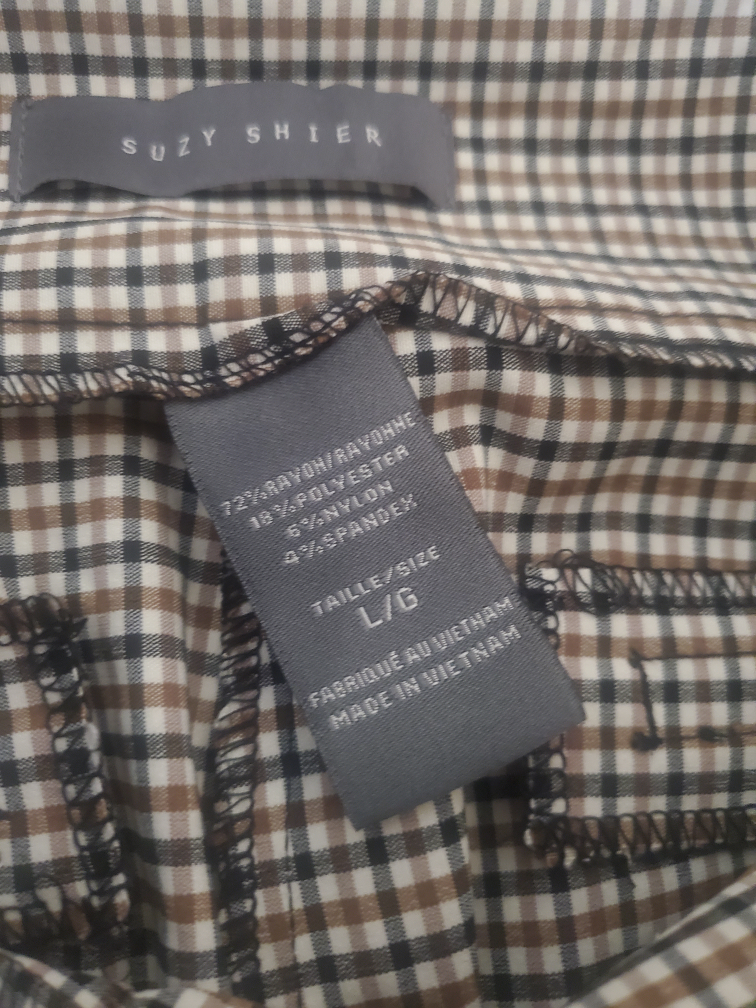 SUZY SHIER
72%RAYON/RAYONNE
18%POLYESTER
6%NYLON
4%SPANDEX
TAILLE/SIZE
L/G
FABRIQUÉ AU VIETNAM
MADE IN VIETNAM